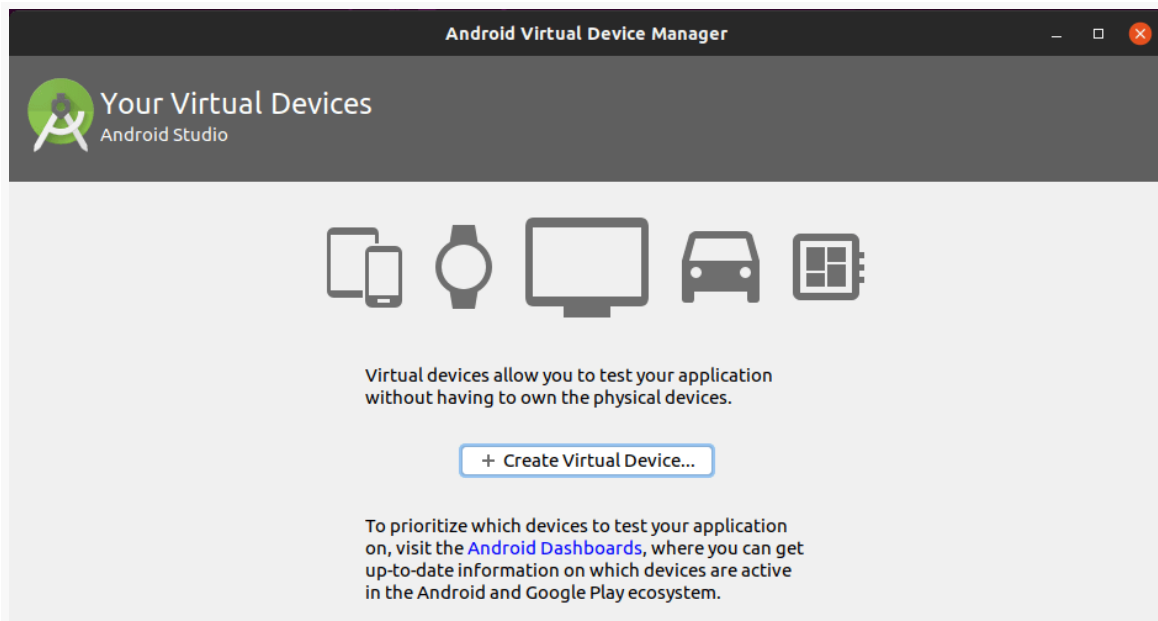 Android Virtual Device Manager
Your Virtual Devices
Android Studio
Virtual devices allow you to test your application
without having to own the physical devices.
+ Create Virtual Device...
To prioritize which devices to test your application
on, visit the Android Dashboards, where you can get
up-to-date information on which devices are active
in the Android and Google Play ecosystem.